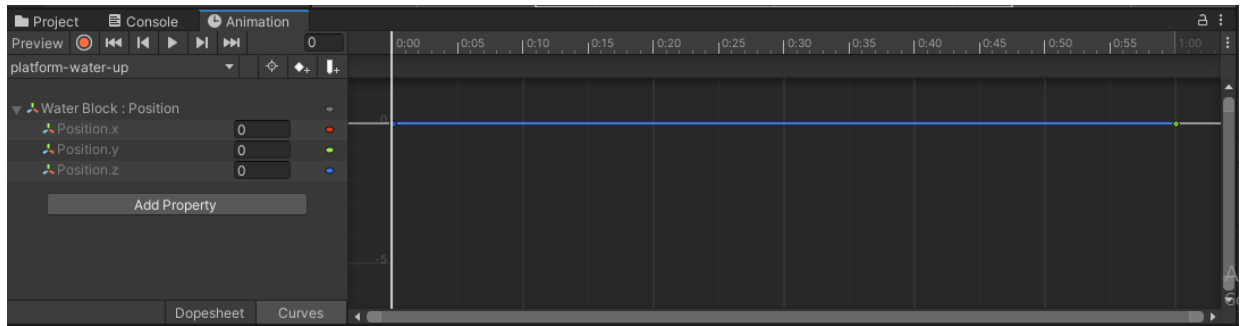 Project Console Animation
Preview 0 0:00 0:05 0:10 0:15 0:20 0:25 0:30 0:35 0:40 0:45 0:50 0:55 1:00
platform-water-up
Water Block : Position
0
Position.x 0
Position.y 0
Position.z 0
Add Property
-5
Dopesheet Curves